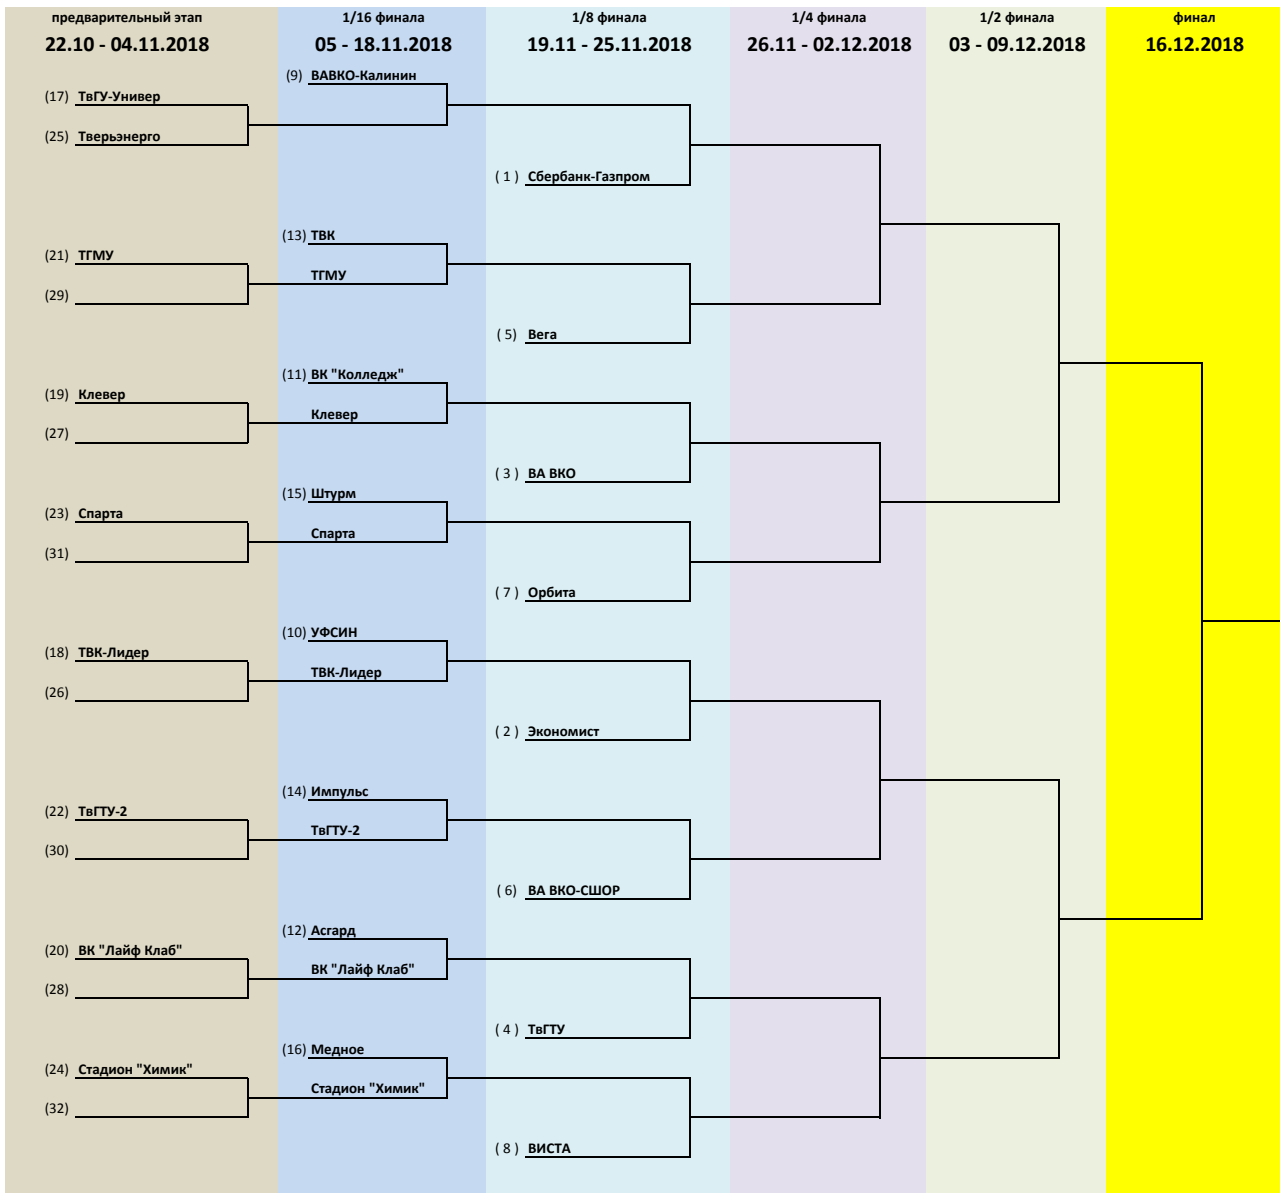 предварительный этап 1/16 финала 1/8 финала 1/4 финала 1/2 финала финал
22.10 - 04.11.2018 05 - 18.11.2018 19.11 - 25.11.2018 26.11 - 02.12.2018 03 - 09.12.2018 16.12.2018
(9) ВАВКО-Калинин
(17) ТвГУ-Универ
(25) Тверьэнерго
( 1 ) Сбербанк-Газпром
(13) ТВК
(21) ТГМУ
ТГМУ
(29)
( 5) Вега
(11) ВК "Колледж"
(19) Клевер
Клевер
(27)
( 3 ) ВА ВКО
(15) Штурм
(23) Спарта
Спарта
(31)
( 7 ) Орбита
(10) УФСИН
(18) ТВК-Лидер
ТВК-Лидер
(26)
( 2 ) Экономист
(14) Импульс
(22) ТвГТУ-2
ТвГТУ-2
(30)
( 6) ВА ВКО-СШОР
(12) Асгард
(20) ВК "Лайф Клаб"
ВК "Лайф Клаб"
(28)
( 4 ) ТвГТУ
(16) Медное
(24) Стадион "Химик"
Стадион "Химик"
(32)
( 8 ) ВИСТА